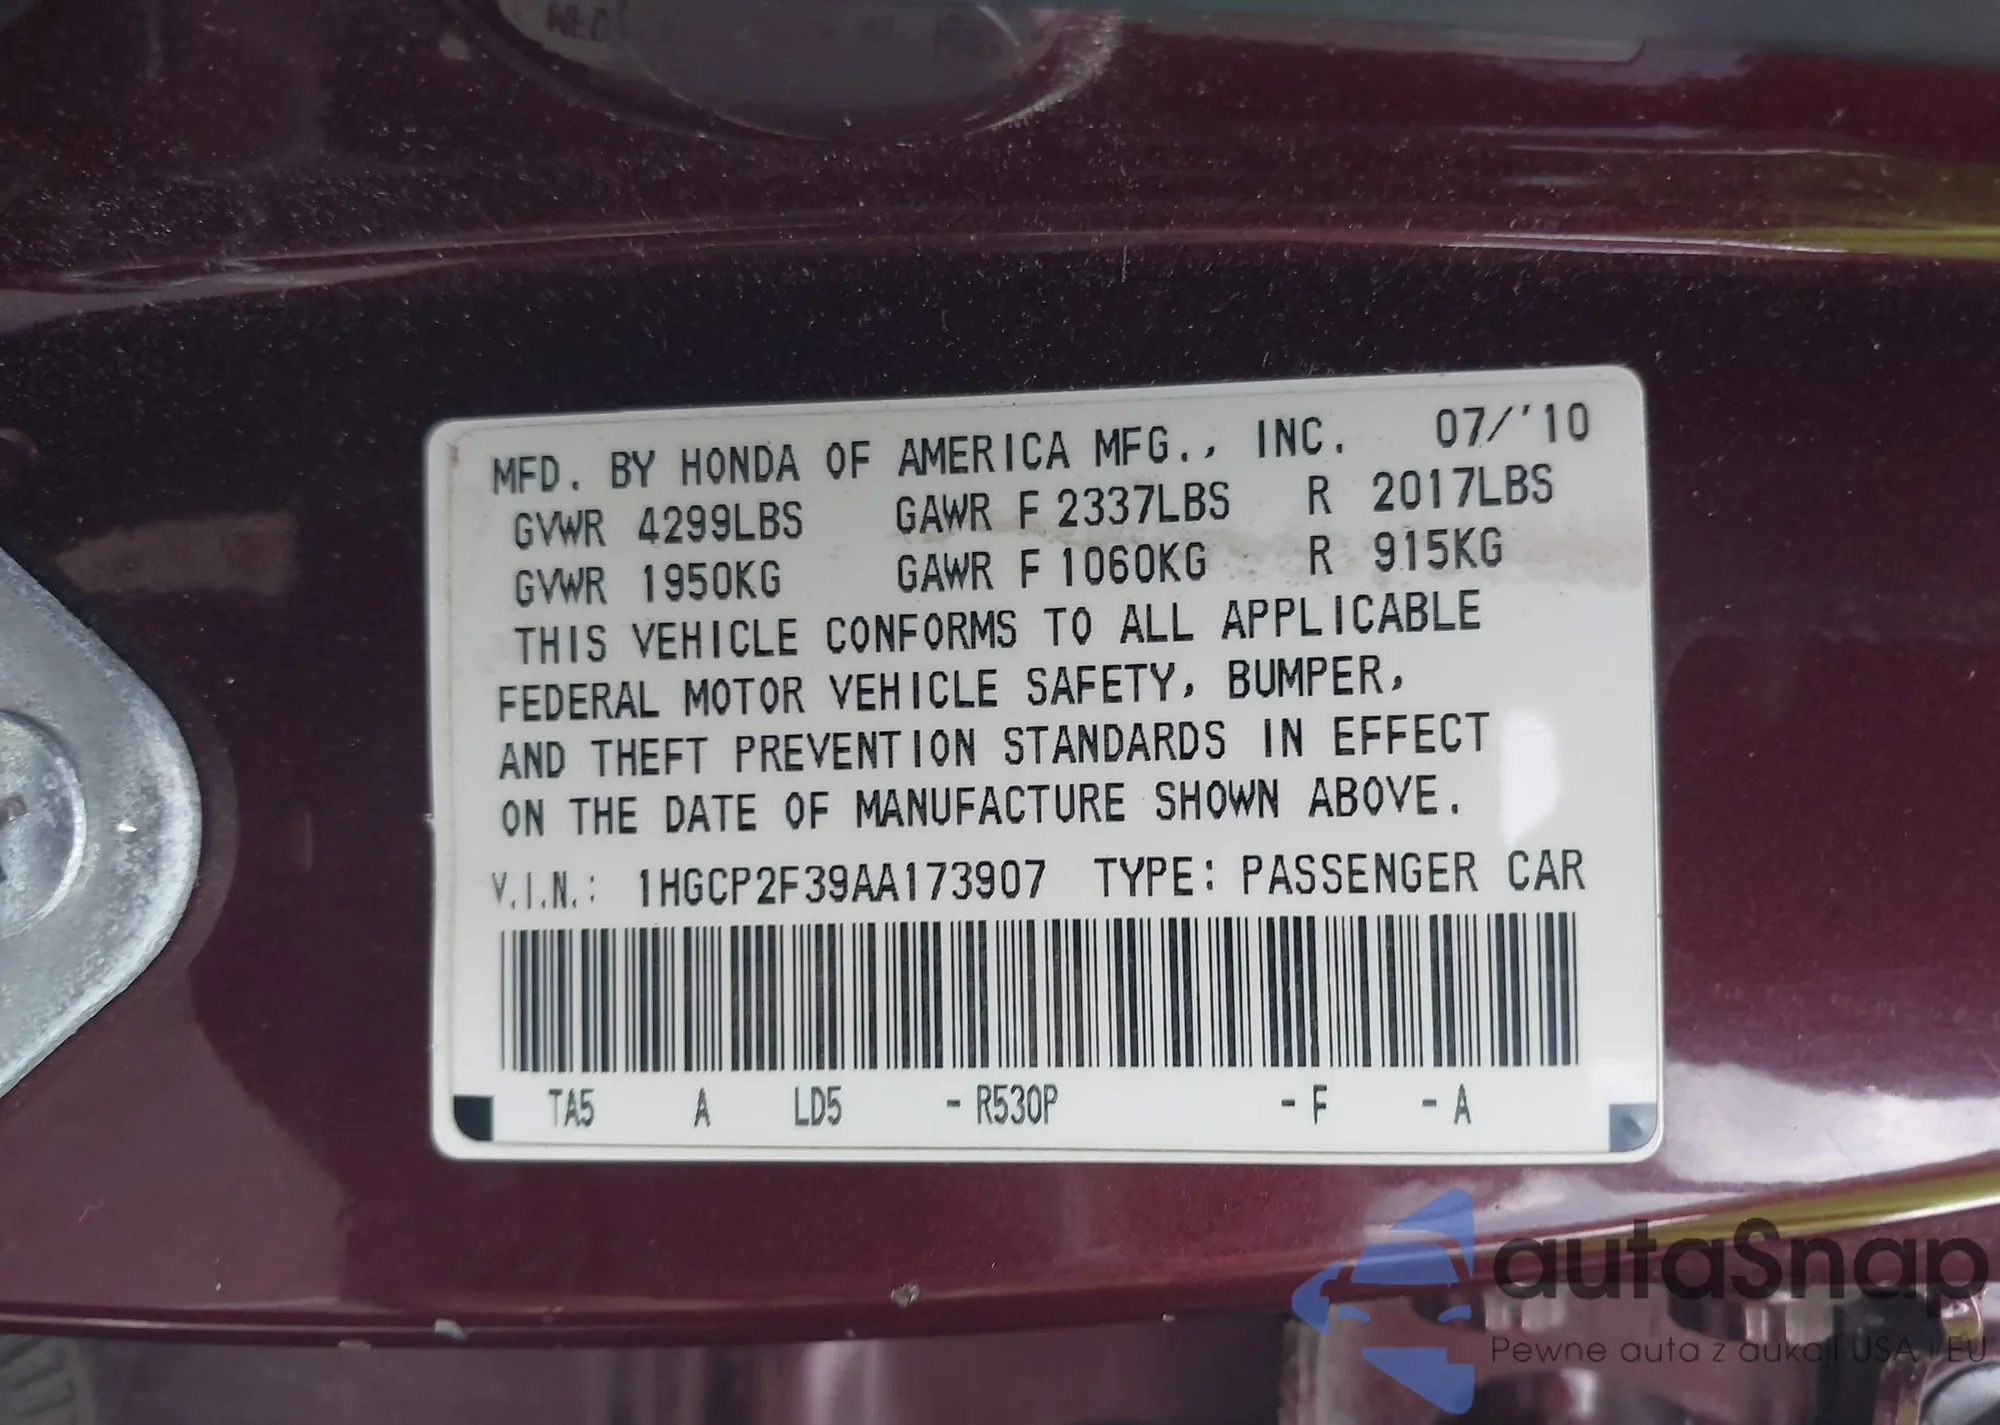 MFD. BY HONDA OF AMERICA MFG., INC. 07/'10
GVWR 4299LBS GAWR F 2337LBS R 2017LBS
GVWR 1950KG GAWR F 1060KG R 915KG
THIS VEHICLE CONFORMS TO ALL APPLICABLE
FEDERAL MOTOR VEHICLE SAFETY, BUMPER,
AND THEFT PREVENTION STANDARDS IN EFFECT
ON THE DATE OF MANUFACTURE SHOWN ABOVE.
V.I.N.: 1HGCP2F39AA173907 TYPE: PASSENGER CAR
TA5 A LD5 -R530P -F -A
autaSnap
Pewne auta z aukcji USA i EU